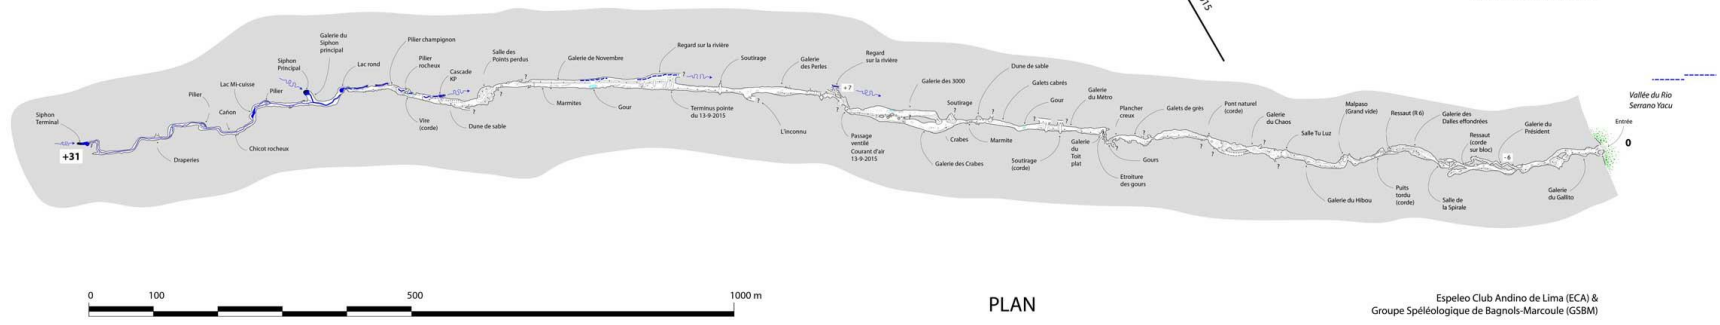 015
Siphon
Terminal
+31
Pilier
Lac Mi-cuisse
Cañon
Draperies
Chicot rocheux
Siphon
Principal
Pilier
Galerie du
Siphon
principal
Lac rond
Pilier champignon
Pilier
rocheux
Cascade
KP
Vire
(corde)
Dune de sable
Salle des
Points perdus
?
?
Galerie de Novembre
Marmites
Gour
Regard sur la rivière
?
Terminus pointe
du 13-9-2015
Soutirage
?
L'inconnu
Galerie
des Perles
Regard
sur la rivière
+7
?
?
Passage
ventilé
Courant d'air
13-9-2015
Galerie des 3000
Galerie des Crabes
Soutirage
?
?
Crabes
Dune de sable
Marmite
Galets cabrés
Gour
?
Soutirage
(corde)
Galerie
du Métro
Galerie
du
Toit
plat
Plancher
creux
Etroiture
des gours
Gours
Galets de grès
Pont naturel
(corde)
?
?
Galerie
du Chaos
?
?
Salle Tu Luz
Malpaso
(Grand vide)
?
Galerie du Hibou
Ressaut (R 6)
Puits
tordu
(corde)
Galerie des
Dalles effondrées
Ressaut
(corde
sur bloc)
Salle de
la Spirale
-6
Galerie du
Président
Galerie
du Gallito
Entrée
0
Vallée du Rio
Serrano Yacu
0
100
500
1000 m
PLAN
Espeleo Club Andino de Lima (ECA) &
Groupe Spéléologique de Bagnols-Marcoule (GSBM)